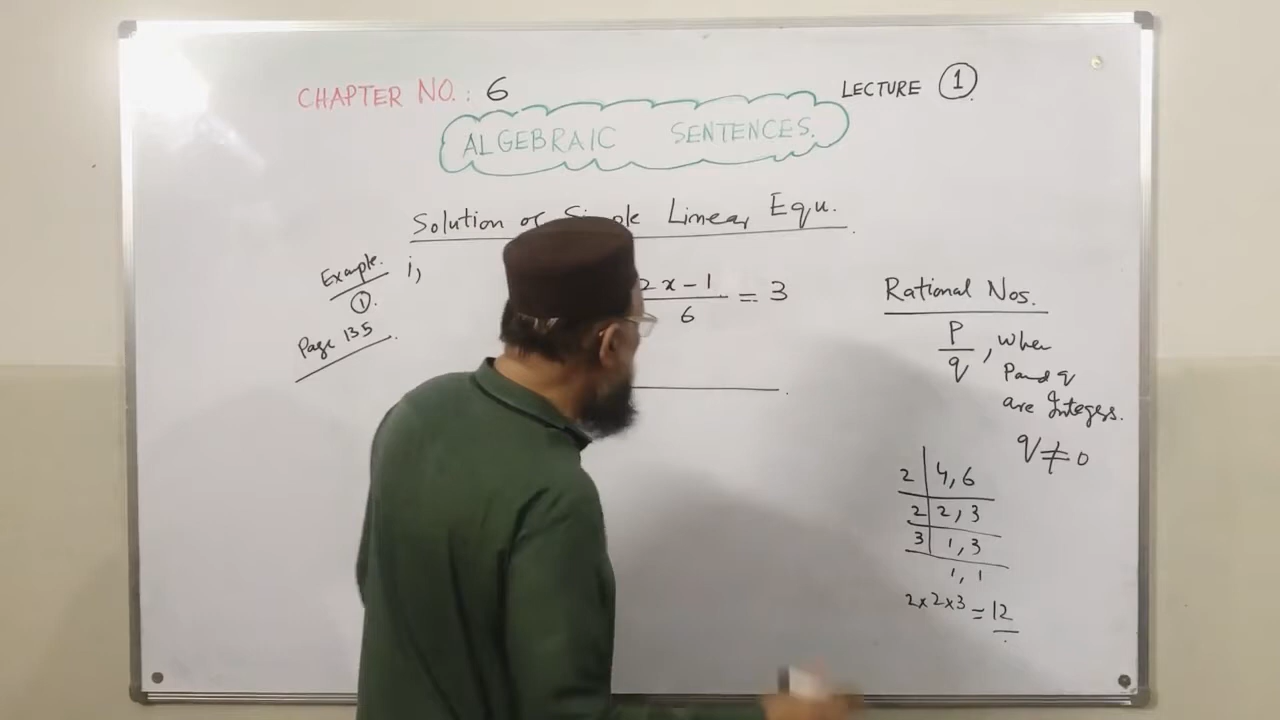 CHAPTER NO.: 6
LECTURE 1
ALGEBRAIC SENTENCES.
Solution Linear Equ.
Example. i,
1.
Page 135
2x-1
= 3
6
Rational Nos.
P
q , when
P and q
are Integers.
q ≠ 0
2 | 4, 6
2 | 2, 3
3 | 1, 3
1, 1
2x2x3 = 12